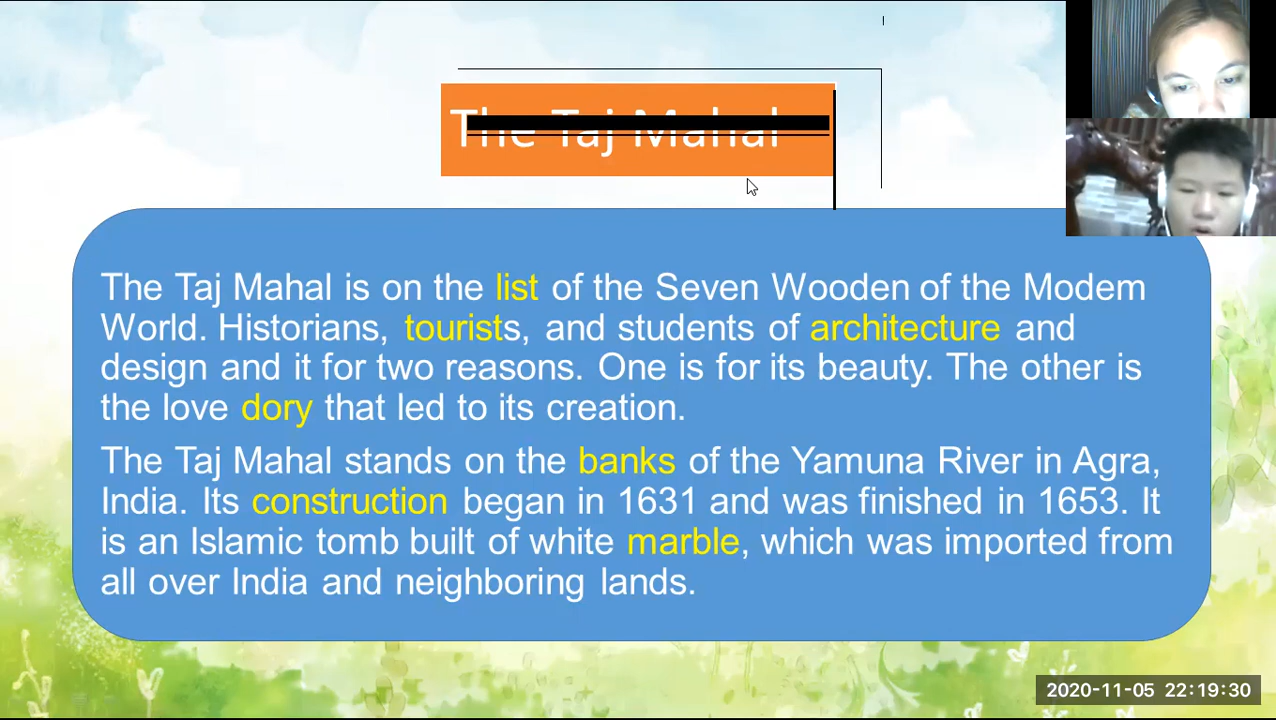 The Taj Mahal
The Taj Mahal is on the list of the Seven Wooden of the Modem
World. Historians, tourists, and students of architecture and
design and it for two reasons. One is for its beauty. The other is
the love dory that led to its creation.
The Taj Mahal stands on the banks of the Yamuna River in Agra,
India. Its construction began in 1631 and was finished in 1653. It
is an Islamic tomb built of white marble, which was imported from
all over India and neighboring lands.
2020-11-05 22:19:30